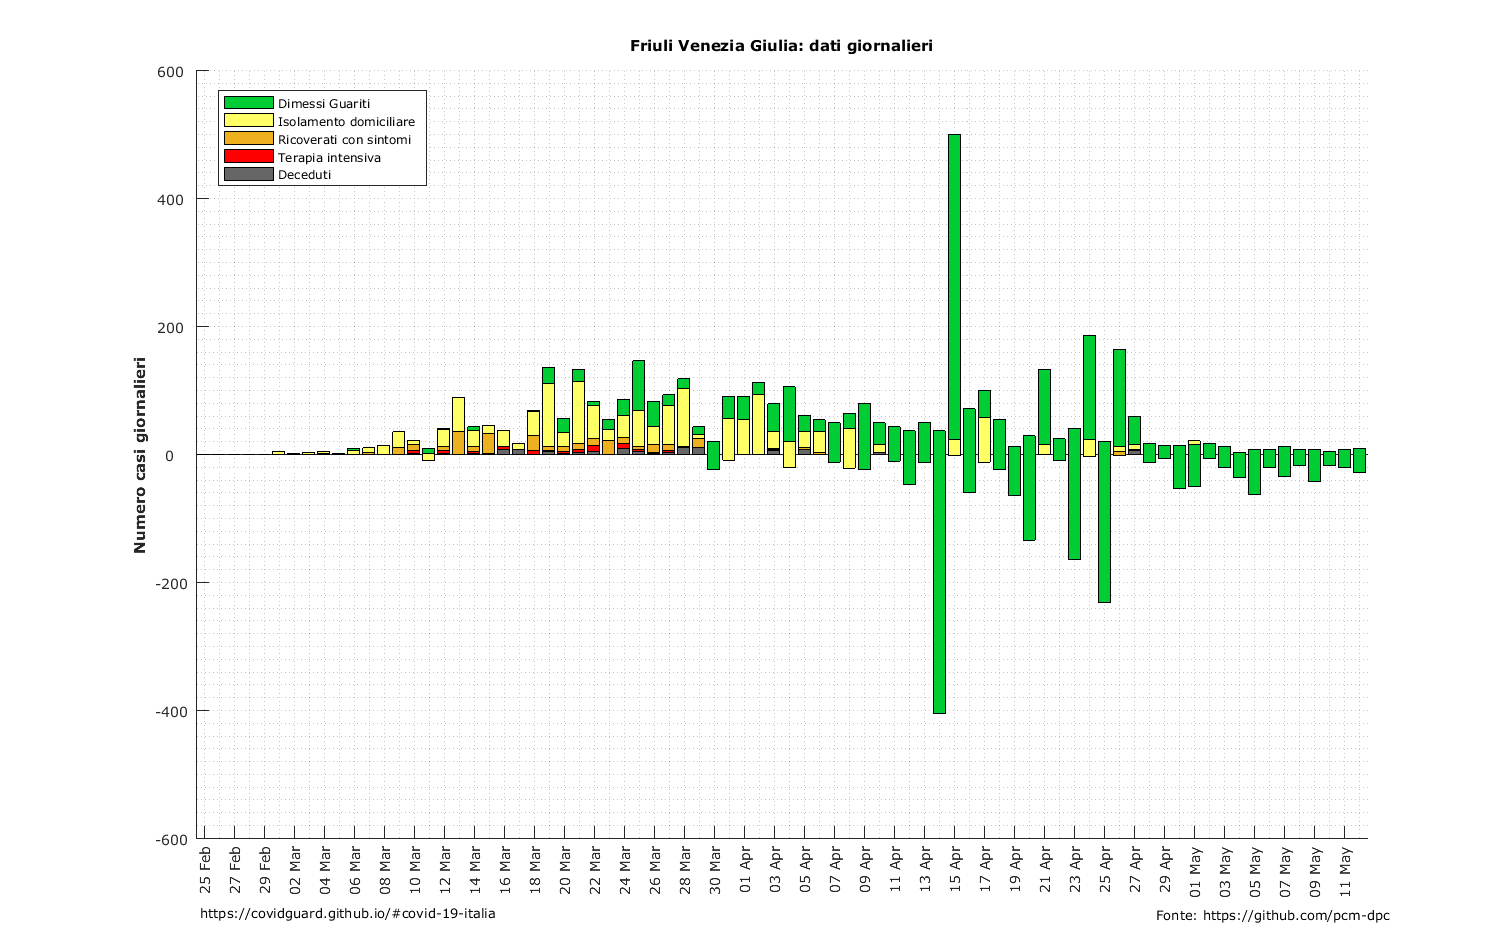 Friuli Venezia Giulia: dati giornalieri
600
400
200
0
-200
-400
-600
Numero casi giornalieri
Dimessi Guariti
Isolamento domiciliare
Ricoverati con sintomi
Terapia intensiva
Deceduti
25 Feb
27 Feb
29 Feb
02 Mar
04 Mar
06 Mar
08 Mar
10 Mar
12 Mar
14 Mar
16 Mar
18 Mar
20 Mar
22 Mar
24 Mar
26 Mar
28 Mar
30 Mar
01 Apr
03 Apr
05 Apr
07 Apr
09 Apr
11 Apr
13 Apr
15 Apr
17 Apr
19 Apr
21 Apr
23 Apr
25 Apr
27 Apr
29 Apr
01 May
03 May
05 May
07 May
09 May
11 May
https://covidguard.github.io/#covid-19-italia
Fonte: https://github.com/pcm-dpc